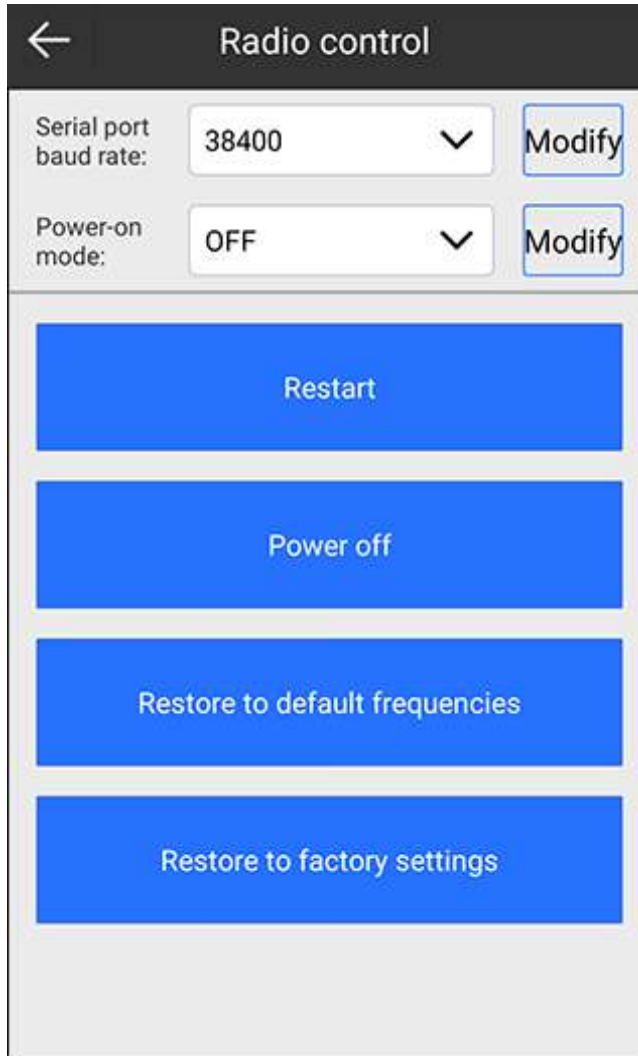 Radio control
Serial port
baud rate:
38400
Modify
Power-on
mode:
OFF
Modify
Restart
Power off
Restore to default frequencies
Restore to factory settings